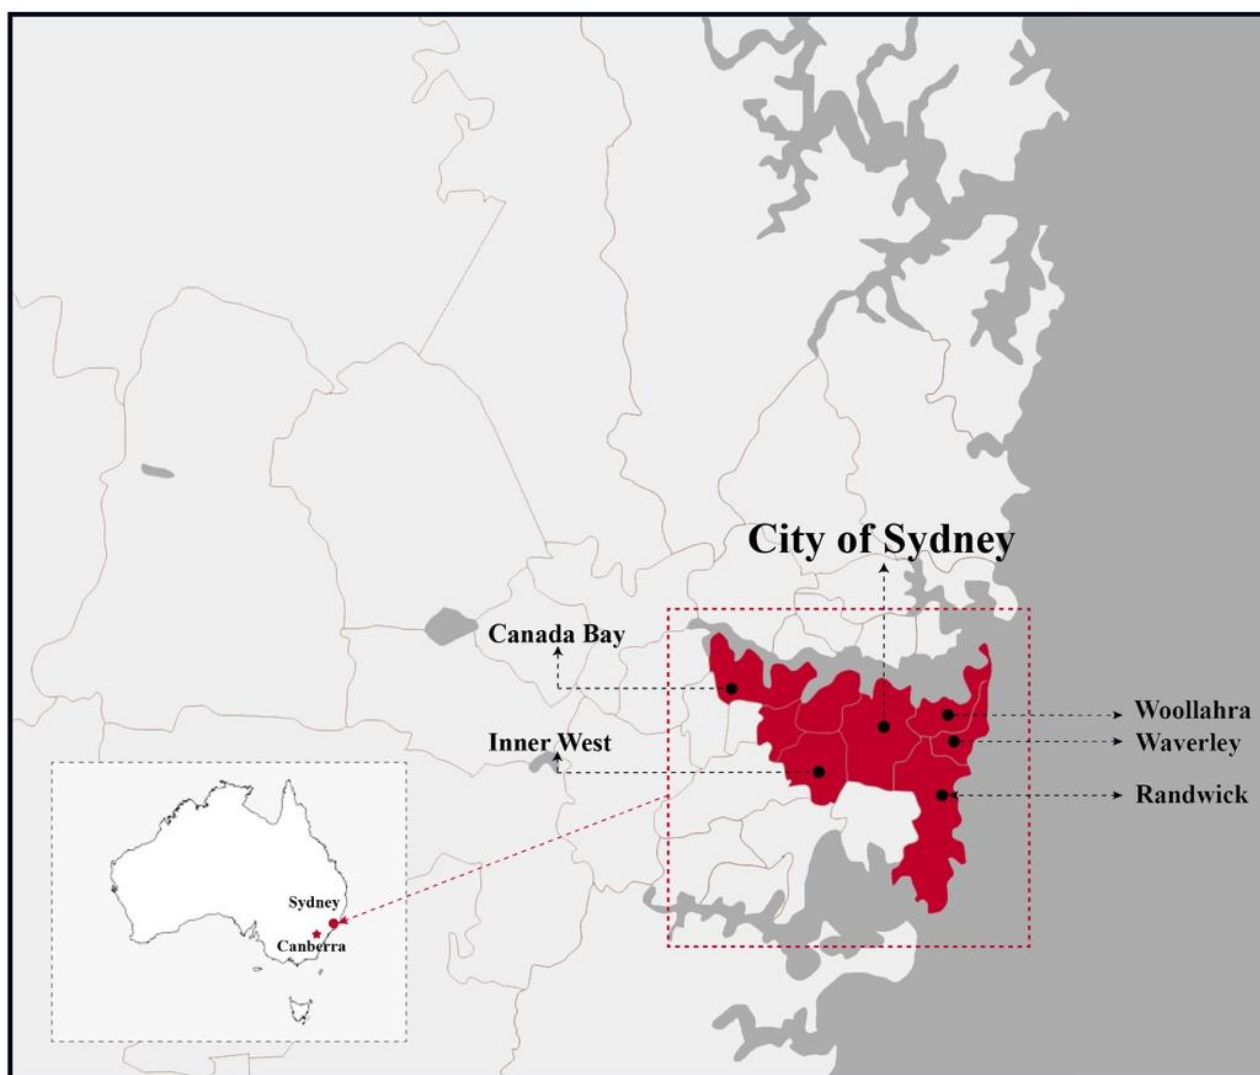 City of Sydney
Canada Bay
Woollahra
Inner West
Waverley
Randwick
Sydney
Canberra